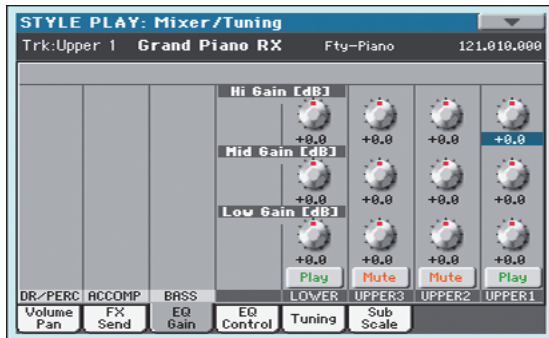 STYLE PLAY: Mixer/Tuning
Trk:Upper 1 Grand Piano RX Fty-Piano 121.010.000
Hi Gain [dB]
+0.0 +0.0 +0.0 +0.0
Mid Gain [dB]
+0.0 +0.0 +0.0 +0.0
Low Gain [dB]
+0.0 +0.0 +0.0 +0.0
Play Mute Mute Play
DR/PERC ACCOMP BASS LOWER UPPER3 UPPER2 UPPER1
Volume Pan FX Send EQ Gain EQ Control Tuning Sub Scale